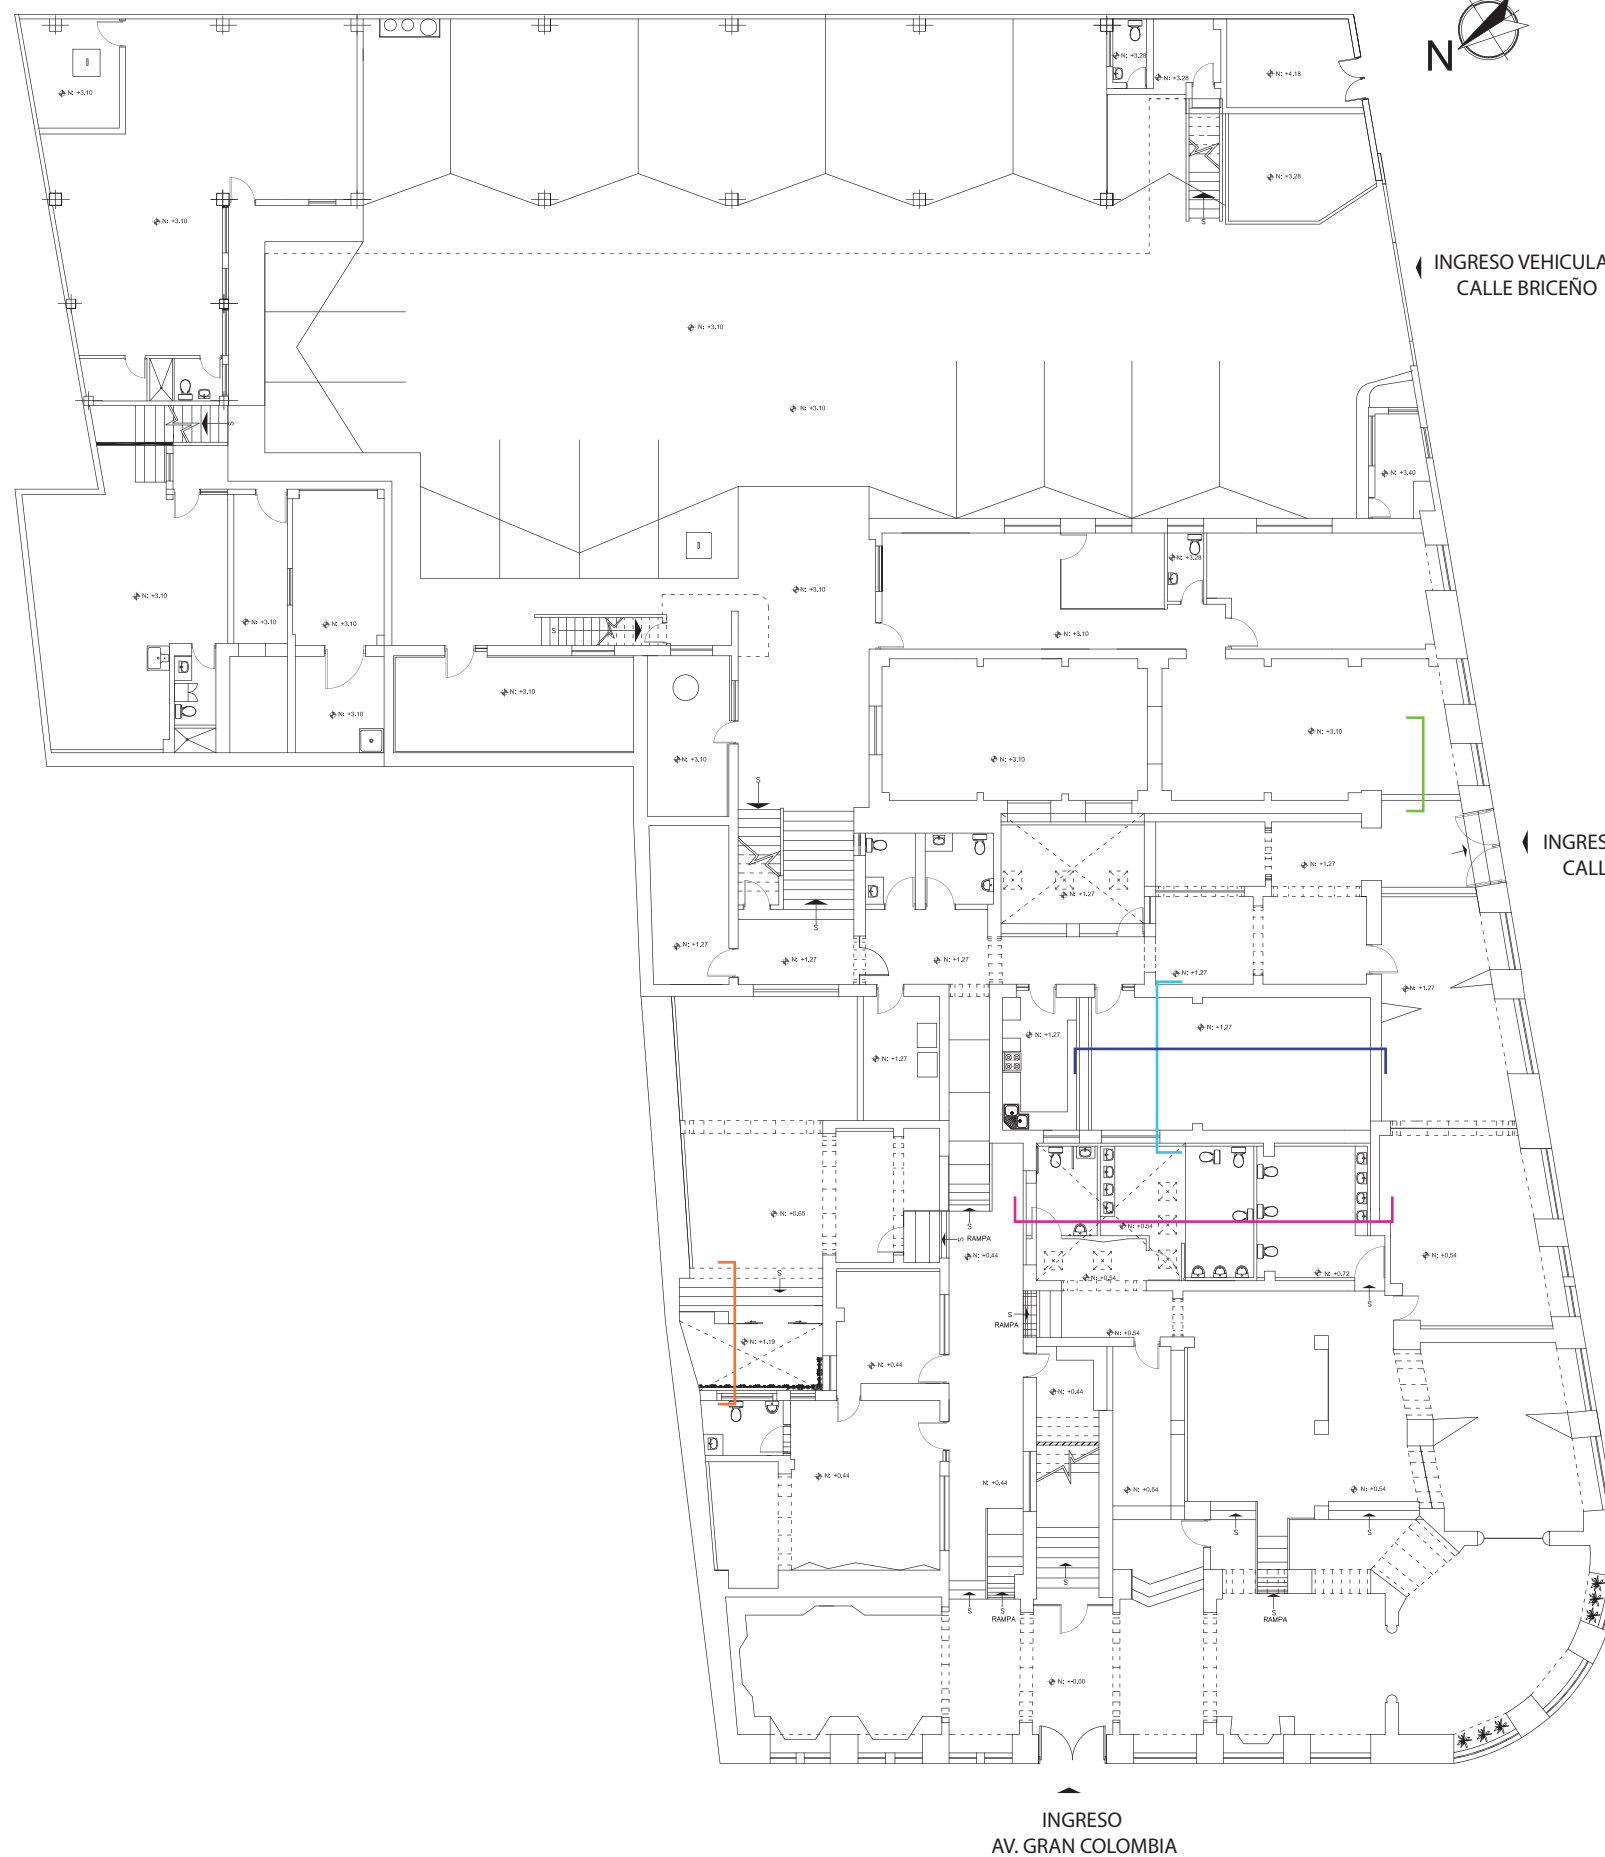 N
N: +3.10
N: +3.28
N: +3.28
N: +4.18
N: +3.28
S
N: +3.10
INGRESO VEHICULA
CALLE BRICEÑO
N: +3.10
N: +3.10
S
N: +3.40
N: +3.28
N: +3.10
N: +3.10
N: +3.10
N: +3.10
S
N: +3.10
N: +3.10
N: +3.10
N: +3.10
N: +3.10
N: +3.10
N: +3.10
S
INGRES
CALL
N: +1.27
N: +1.27
S
N: +1.27
N: +1.27
N: +1.27
N: +1.27
N: +1.27
N: +1.27
N: +1.27
N: +1.27
N: +0.65
S
S RAMPA
N: +0.44
N: +0.54
N: +0.54
N: +0.54
N: +0.72
S
S
S
RAMPA
N: +0.54
N: +1.19
N: +0.44
N: +0.44
N: +0.44
N: +0.44
N: +0.54
N: +0.54
S
S
S
S
S
RAMPA
S
RAMPA
N: +-0.00
INGRESO
AV. GRAN COLOMBIA